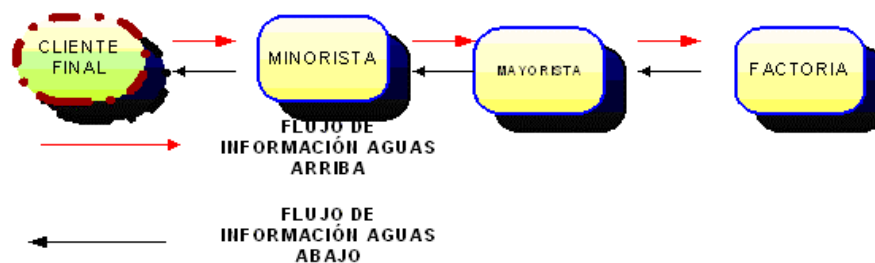 CLIENTE
FINAL
MINORISTA
MAYORISTA
FACTORIA
FLUJO DE
INFORMACIÓN AGUAS
ARRIBA
FLUJO DE
INFORMACIÓN AGUAS
ABAJO